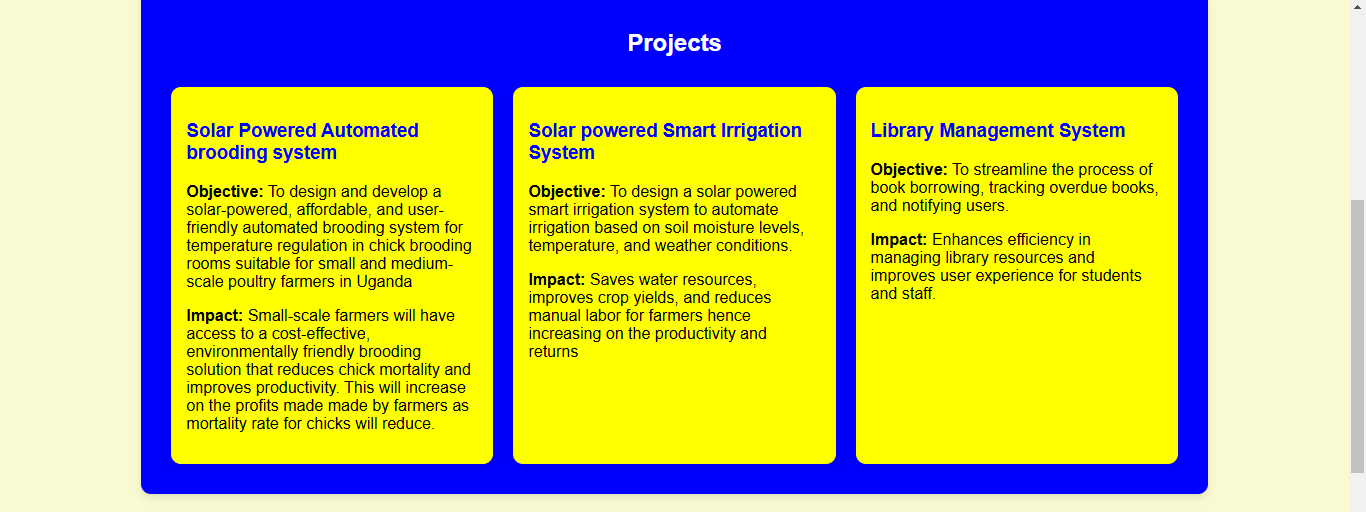 Projects
Solar Powered Automated
brooding system
Objective: To design and develop a
solar-powered, affordable, and user-
friendly automated brooding system for
temperature regulation in chick brooding
rooms suitable for small and medium-
scale poultry farmers in Uganda
Impact: Small-scale farmers will have
access to a cost-effective,
environmentally friendly brooding
solution that reduces chick mortality and
improves productivity. This will increase
on the profits made made by farmers as
mortality rate for chicks will reduce.
Solar powered Smart Irrigation
System
Objective: To design a solar powered
smart irrigation system to automate
irrigation based on soil moisture levels,
temperature, and weather conditions.
Impact: Saves water resources,
improves crop yields, and reduces
manual labor for farmers hence
increasing on the productivity and
returns
Library Management System
Objective: To streamline the process of
book borrowing, tracking overdue books,
and notifying users.
Impact: Enhances efficiency in
managing library resources and
improves user experience for students
and staff.